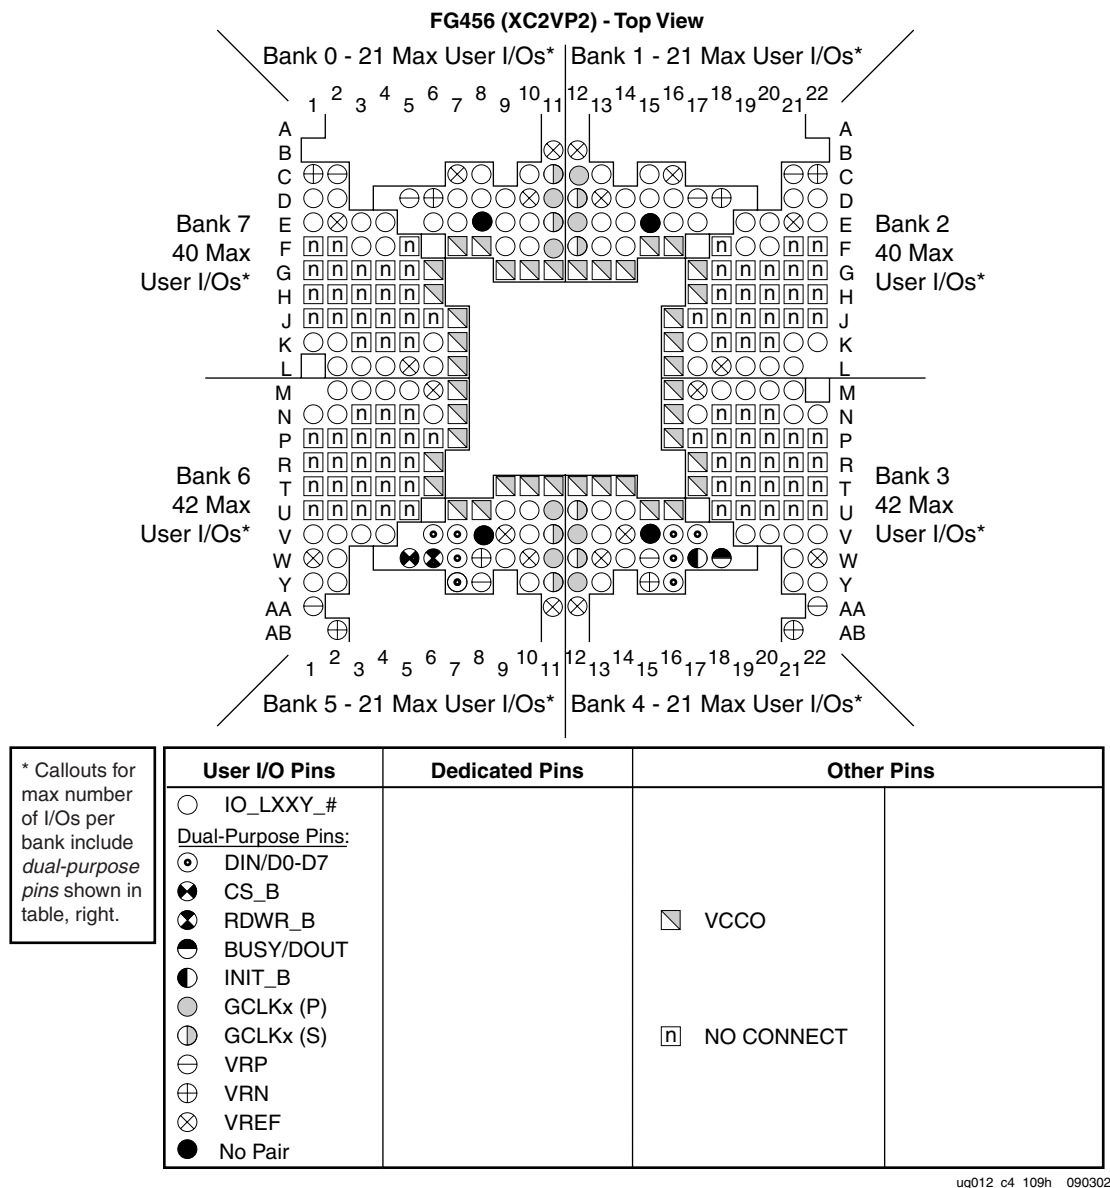 FG456 (XC2VP2) - Top View
Bank 0 - 21 Max User I/Os* Bank 1 - 21 Max User I/Os*
1 2 3 4 5 6 7 8 9 10 11 12 13 14 15 16 17 18 19 20 21 22
A A
B B
C C
D D
E E
F n n n n n n F
G n n n n n n n n n n G
H n n n n n n n n n n H
J n n n n n n n n n n n n J
K n n n n n n K
L L
M M
N n n n n n n N
P n n n n n n n n n n n n P
R n n n n n n n n n n R
T n n n n n n n n n n T
U n n n n n n n n n n U
V V
W W
Y Y
AA AA
AB AB
Bank 7
40 Max
User I/Os*
Bank 2
40 Max
User I/Os*
Bank 6
42 Max
User I/Os*
Bank 3
42 Max
User I/Os*
1 2 3 4 5 6 7 8 9 10 11 12 13 14 15 16 17 18 19 20 21 22
Bank 5 - 21 Max User I/Os* Bank 4 - 21 Max User I/Os*
* Callouts for
max number
of I/Os per
bank include
dual-purpose
pins shown in
table, right.
User I/O Pins Dedicated Pins Other Pins
IO_LXXY_#
Dual-Purpose Pins:
DIN/D0-D7
CS_B
RDWR_B
BUSY/DOUT
INIT_B
GCLKx (P)
GCLKx (S)
VRP
VRN
VREF
No Pair
VCCO
n NO CONNECT
ug012_c4_109h_090302